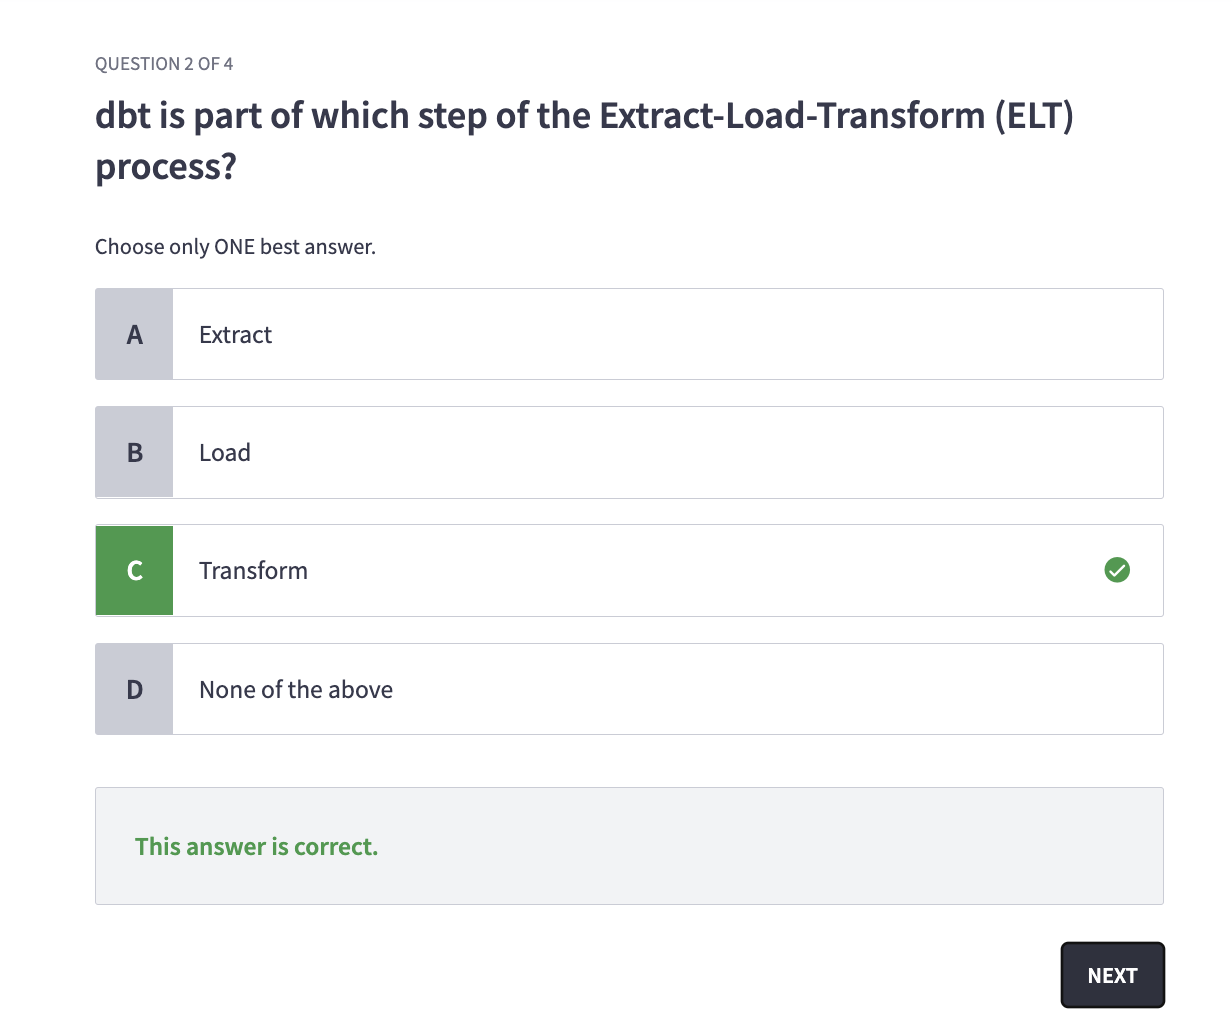 QUESTION 2 OF 4
dbt is part of which step of the Extract-Load-Transform (ELT)
process?
Choose only ONE best answer.
A Extract
B Load
C Transform
D None of the above
This answer is correct.
NEXT